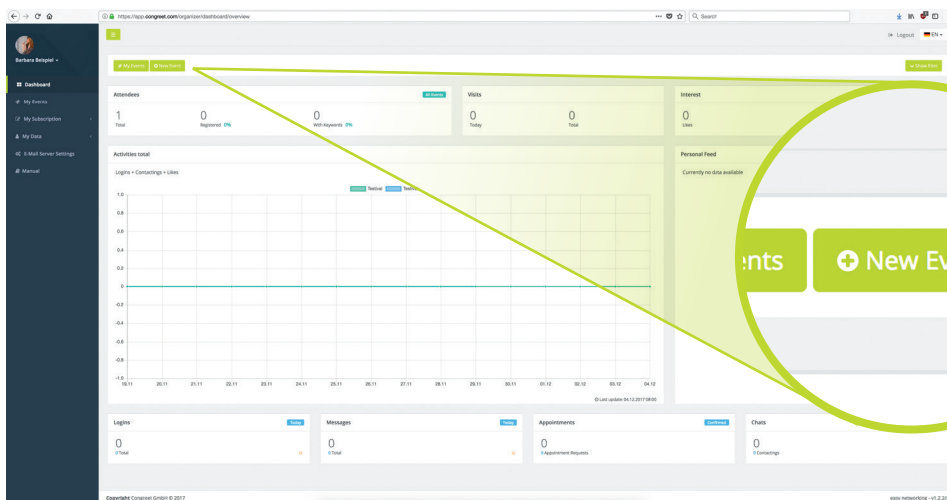 https://app.congreet.com/organizer/dashboard/overview
Search
Logout EN
Barbara Beispiel
My Events New Event
Show Filter
Dashboard
My Events
My Subscription
My Data
E-Mail Server Settings
Manual
Attendees All Events
1 0 0
Total Registered 0% With Keywords 0%
Visits
0 0
Today Total
Interest
0
Likes
Activities total
Logins + Contactings + Likes
Testival
1.0
0.8
0.6
0.4
0.2
0
-0.2
-0.4
-0.6
-0.8
-1.0
19.11 20.11 21.11 22.11 23.11 24.11 25.11 26.11 27.11 28.11 29.11 30.11 01.12 02.12 03.12 04.12
Last update: 04.12.2017 08:00
Personal Feed
Currently no data available
ents New Ev
Logins Today
0
0 Total
Messages Today
0
0 Total
Appointments Confirmed
0
0 Appointment Requests
Chats
0
0 Contactings
Copyright Congreet GmbH © 2017
easy networking - v1.2.23